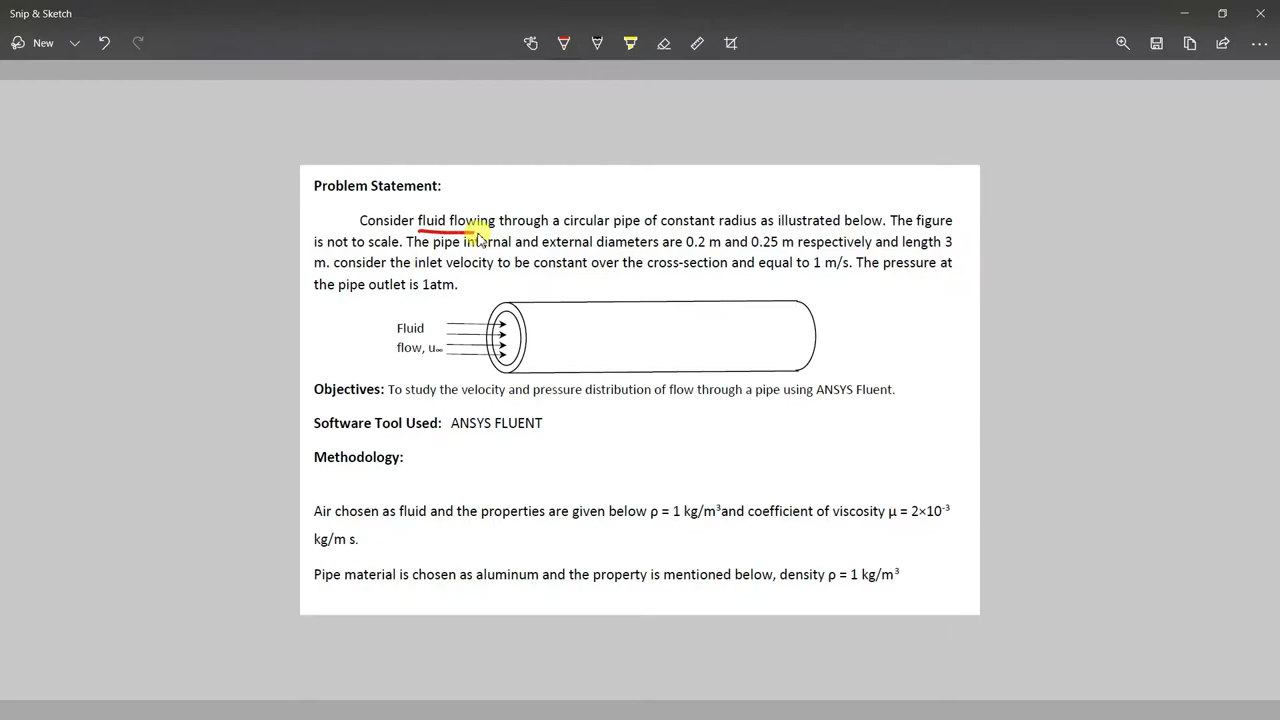 Snip & Sketch
New
Problem Statement:
Consider fluid flowing through a circular pipe of constant radius as illustrated below. The figure
is not to scale. The pipe internal and external diameters are 0.2 m and 0.25 m respectively and length 3
m. consider the inlet velocity to be constant over the cross-section and equal to 1 m/s. The pressure at
the pipe outlet is 1atm.
Fluid
flow, u∞
Objectives: To study the velocity and pressure distribution of flow through a pipe using ANSYS Fluent.
Software Tool Used: ANSYS FLUENT
Methodology:
Air chosen as fluid and the properties are given below ρ = 1 kg/m³and coefficient of viscosity μ = 2×10⁻³
kg/m s.
Pipe material is chosen as aluminum and the property is mentioned below, density ρ = 1 kg/m³